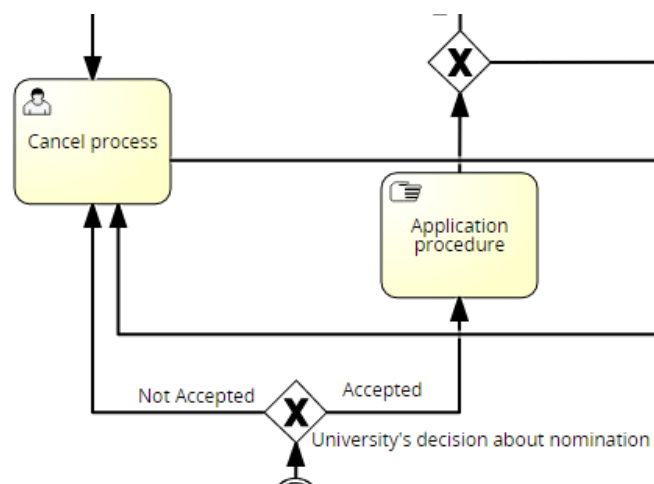 Cancel process
Application
procedure
Not Accepted
Accepted
University's decision about nomination